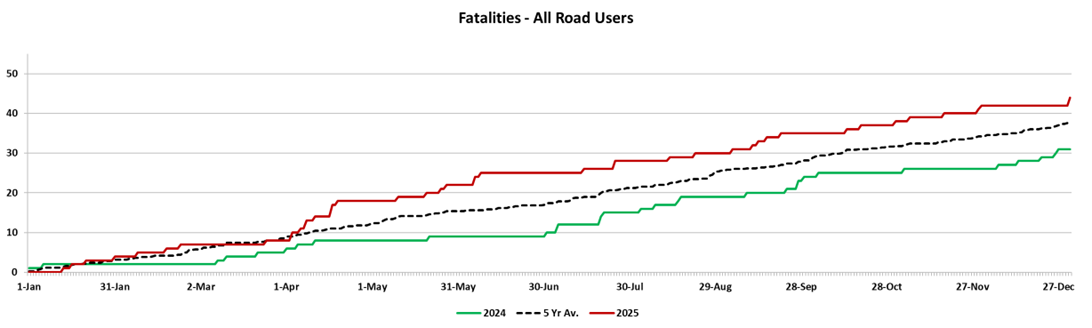 Fatalities - All Road Users
50
40
30
20
10
0
1-Jan 31-Jan 2-Mar 1-Apr 1-May 31-May 30-Jun 30-Jul 29-Aug 28-Sep 28-Oct 27-Nov 27-Dec
2024 5 Yr Av. 2025